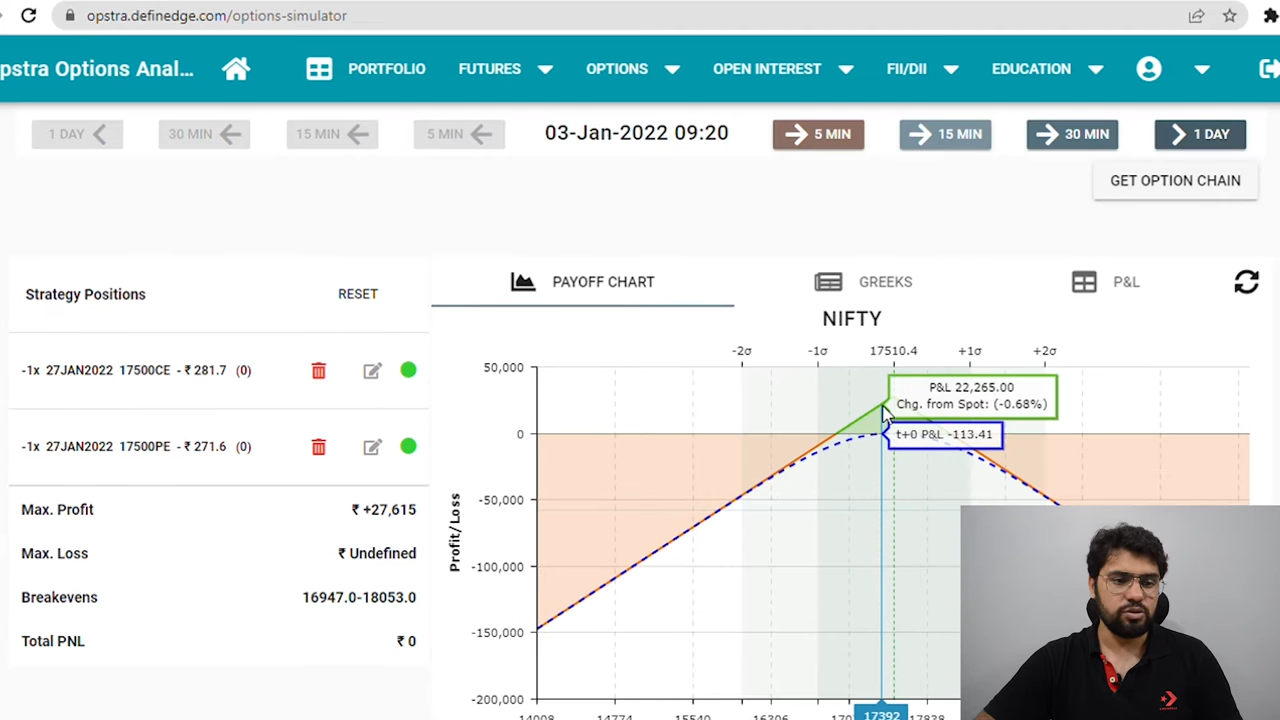 opstra.definedge.com/options-simulator
pstra Options Anal... PORTFOLIO FUTURES OPTIONS OPEN INTEREST FII/DII EDUCATION
1 DAY 30 MIN 15 MIN 5 MIN 03-Jan-2022 09:20 5 MIN 15 MIN 30 MIN 1 DAY
GET OPTION CHAIN
Strategy Positions RESET
-1x 27JAN2022 17500CE - ₹ 281.7 (0)
-1x 27JAN2022 17500PE - ₹ 271.6 (0)
Max. Profit ₹ +27,615
Max. Loss ₹ Undefined
Breakevens 16947.0-18053.0
Total PNL ₹ 0
PAYOFF CHART GREEKS P&L
NIFTY
-2σ -1σ 17510.4 +1σ +2σ
50,000
P&L 22,265.00
Chg. from Spot: (-0.68%)
0
t+0 P&L -113.41
-50,000
-100,000
-150,000
-200,000
Profit/Loss
14008 14774 15540 16306 17392 17838